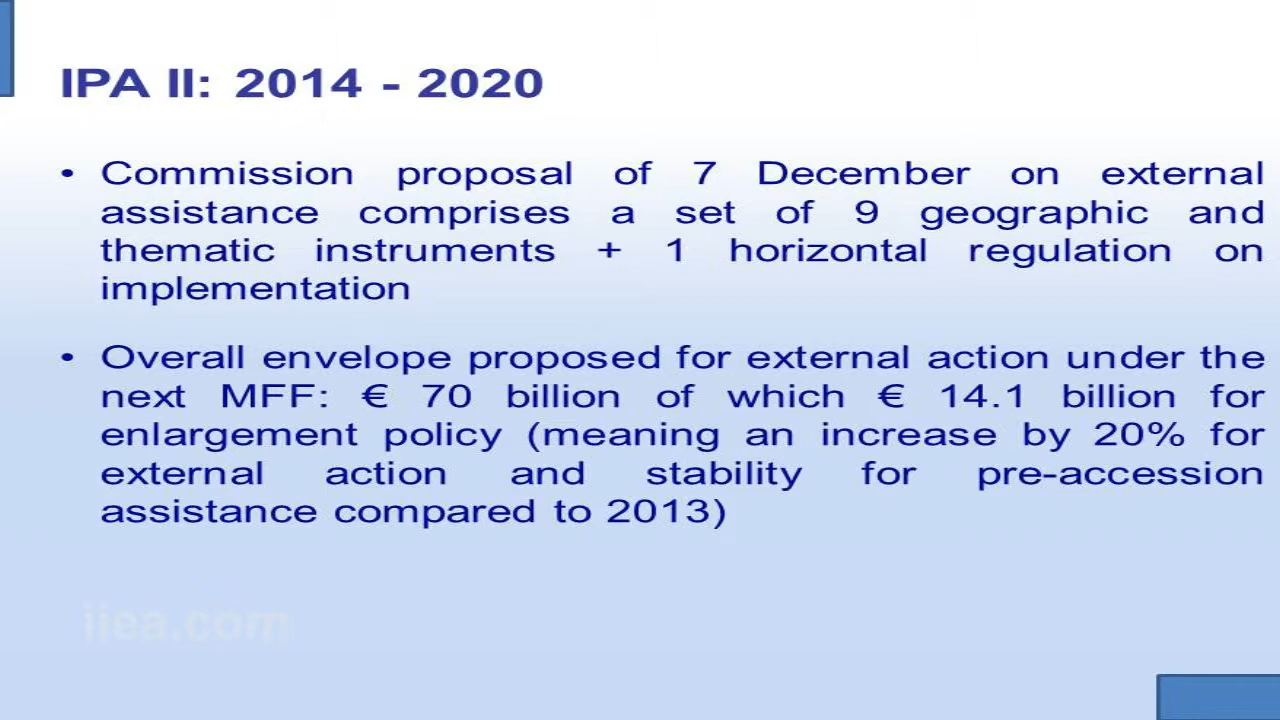 IPA II: 2014 - 2020
• Commission proposal of 7 December on external
assistance comprises a set of 9 geographic and
thematic instruments + 1 horizontal regulation on
implementation
• Overall envelope proposed for external action under the
next MFF: € 70 billion of which € 14.1 billion for
enlargement policy (meaning an increase by 20% for
external action and stability for pre-accession
assistance compared to 2013)
iiea.com